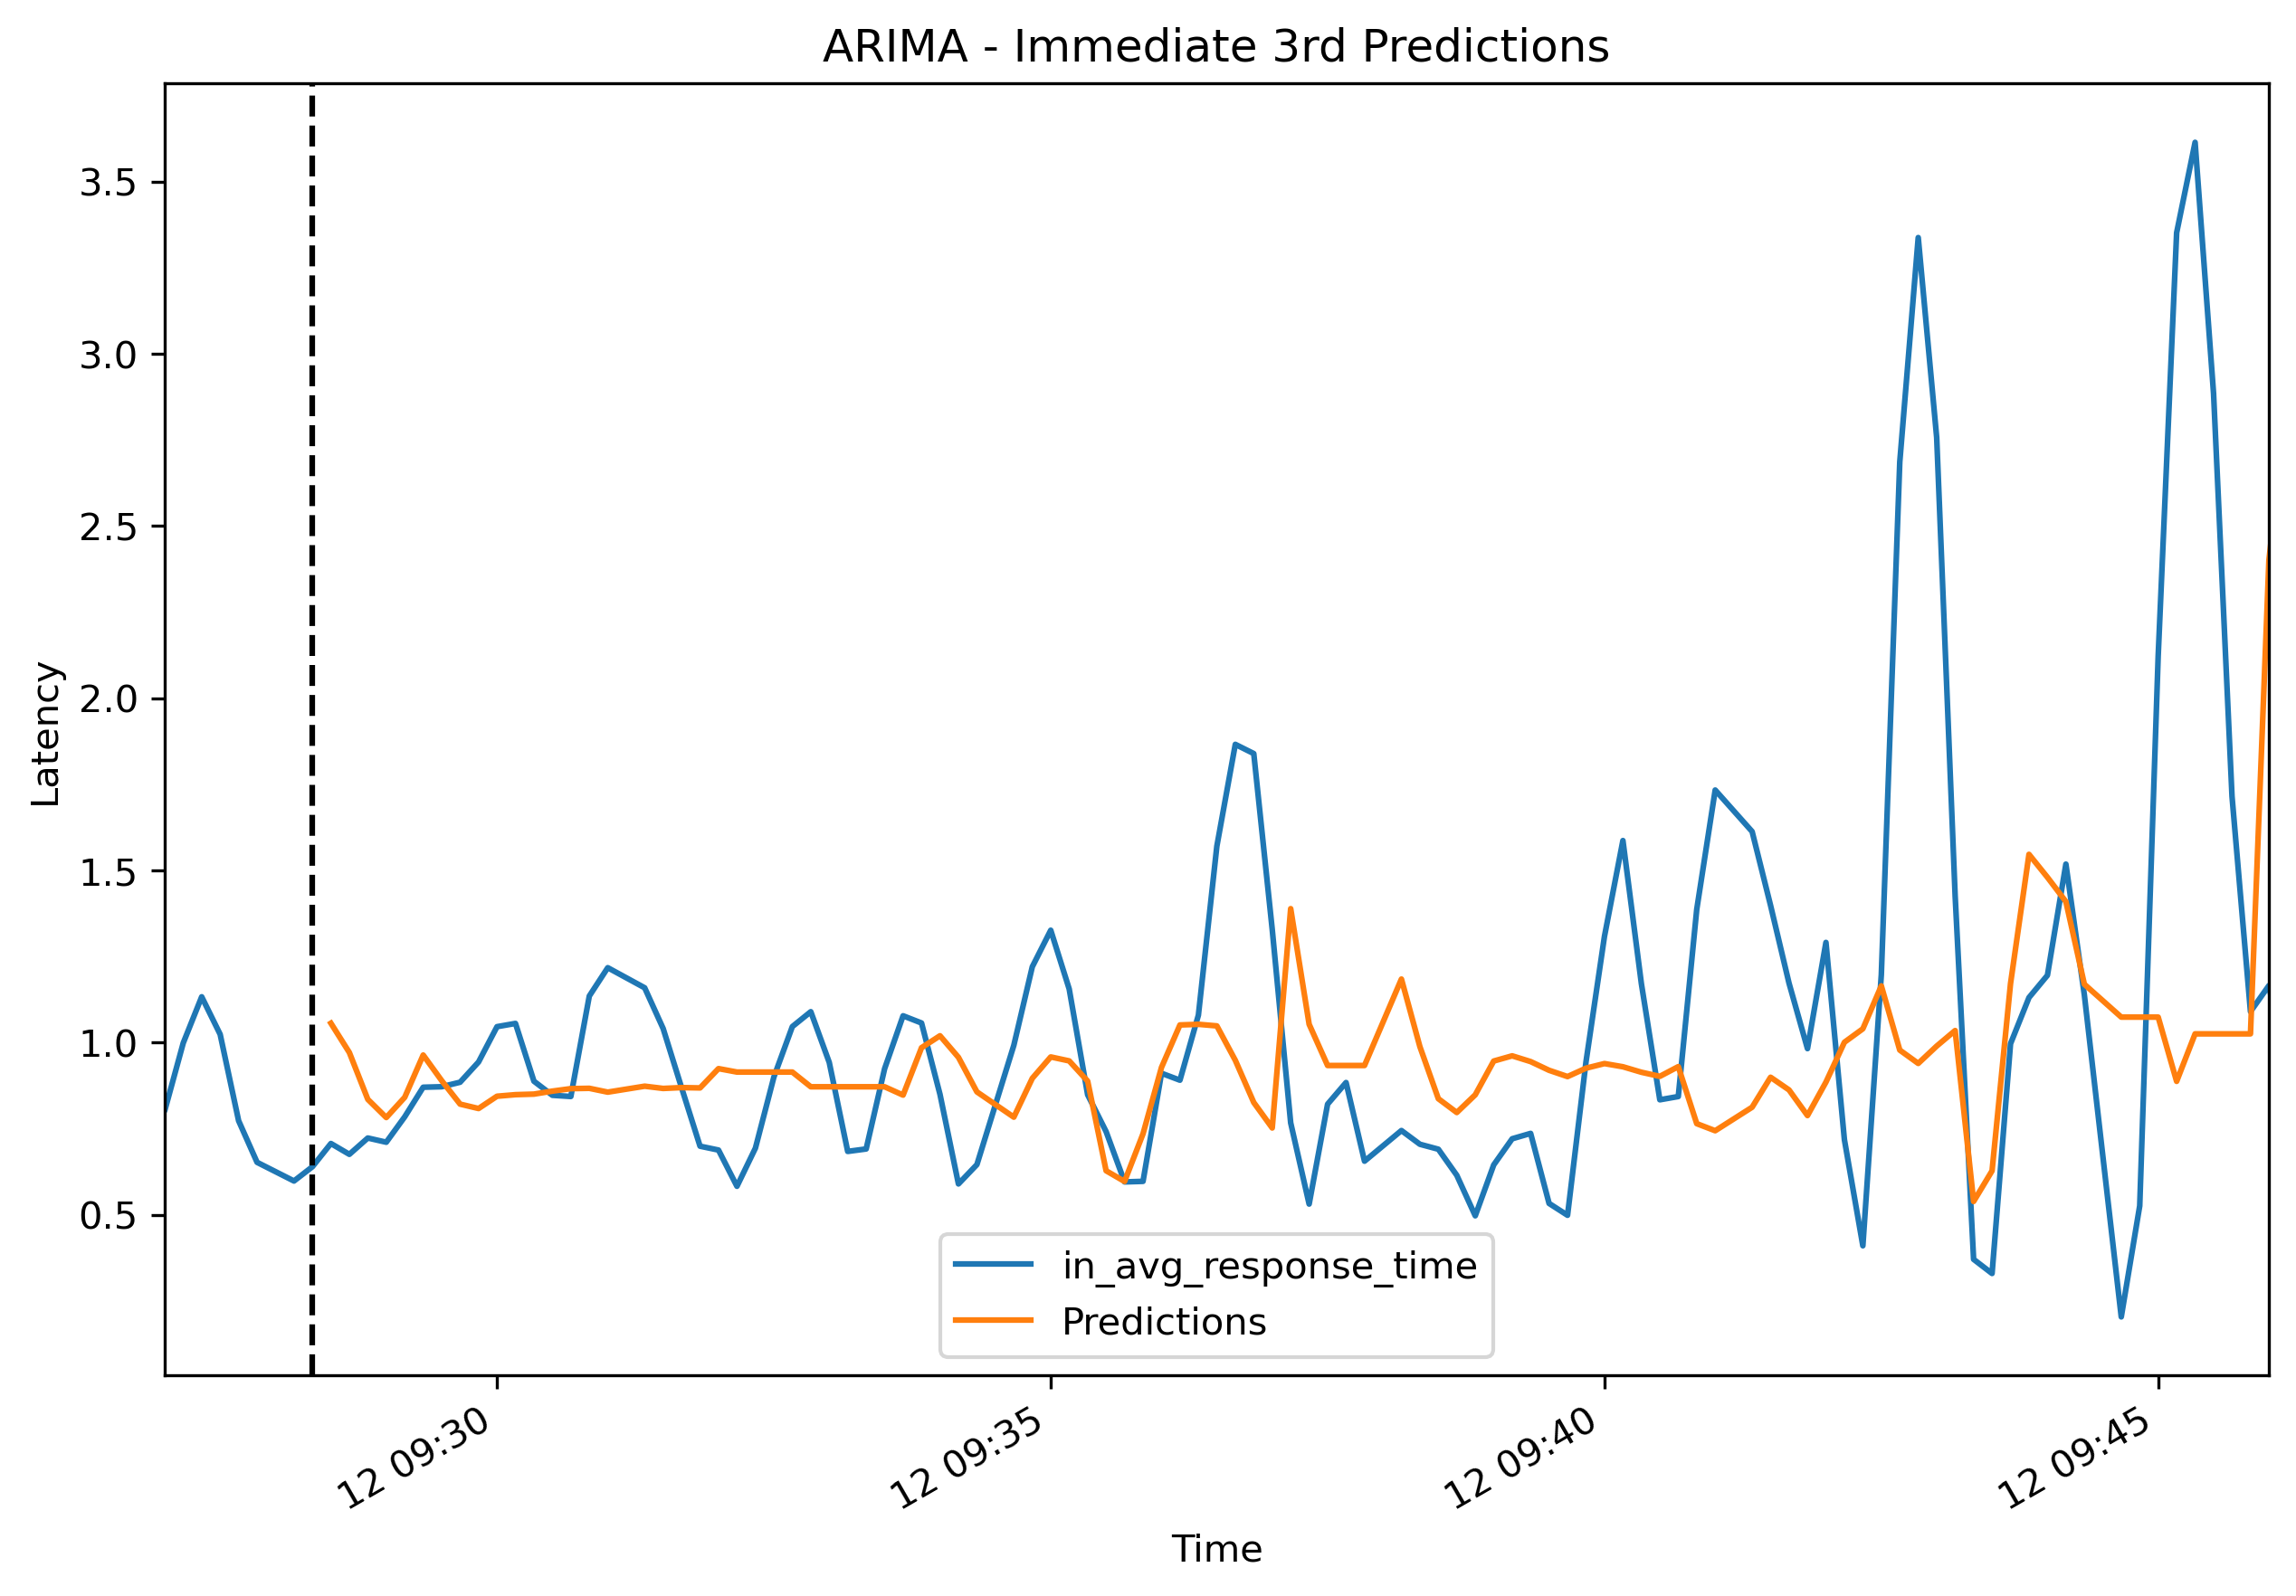 ARIMA - Immediate 3rd Predictions
Latency
3.5
3.0
2.5
2.0
1.5
1.0
0.5
in_avg_response_time
Predictions
12 09:30
12 09:35
12 09:40
12 09:45
Time